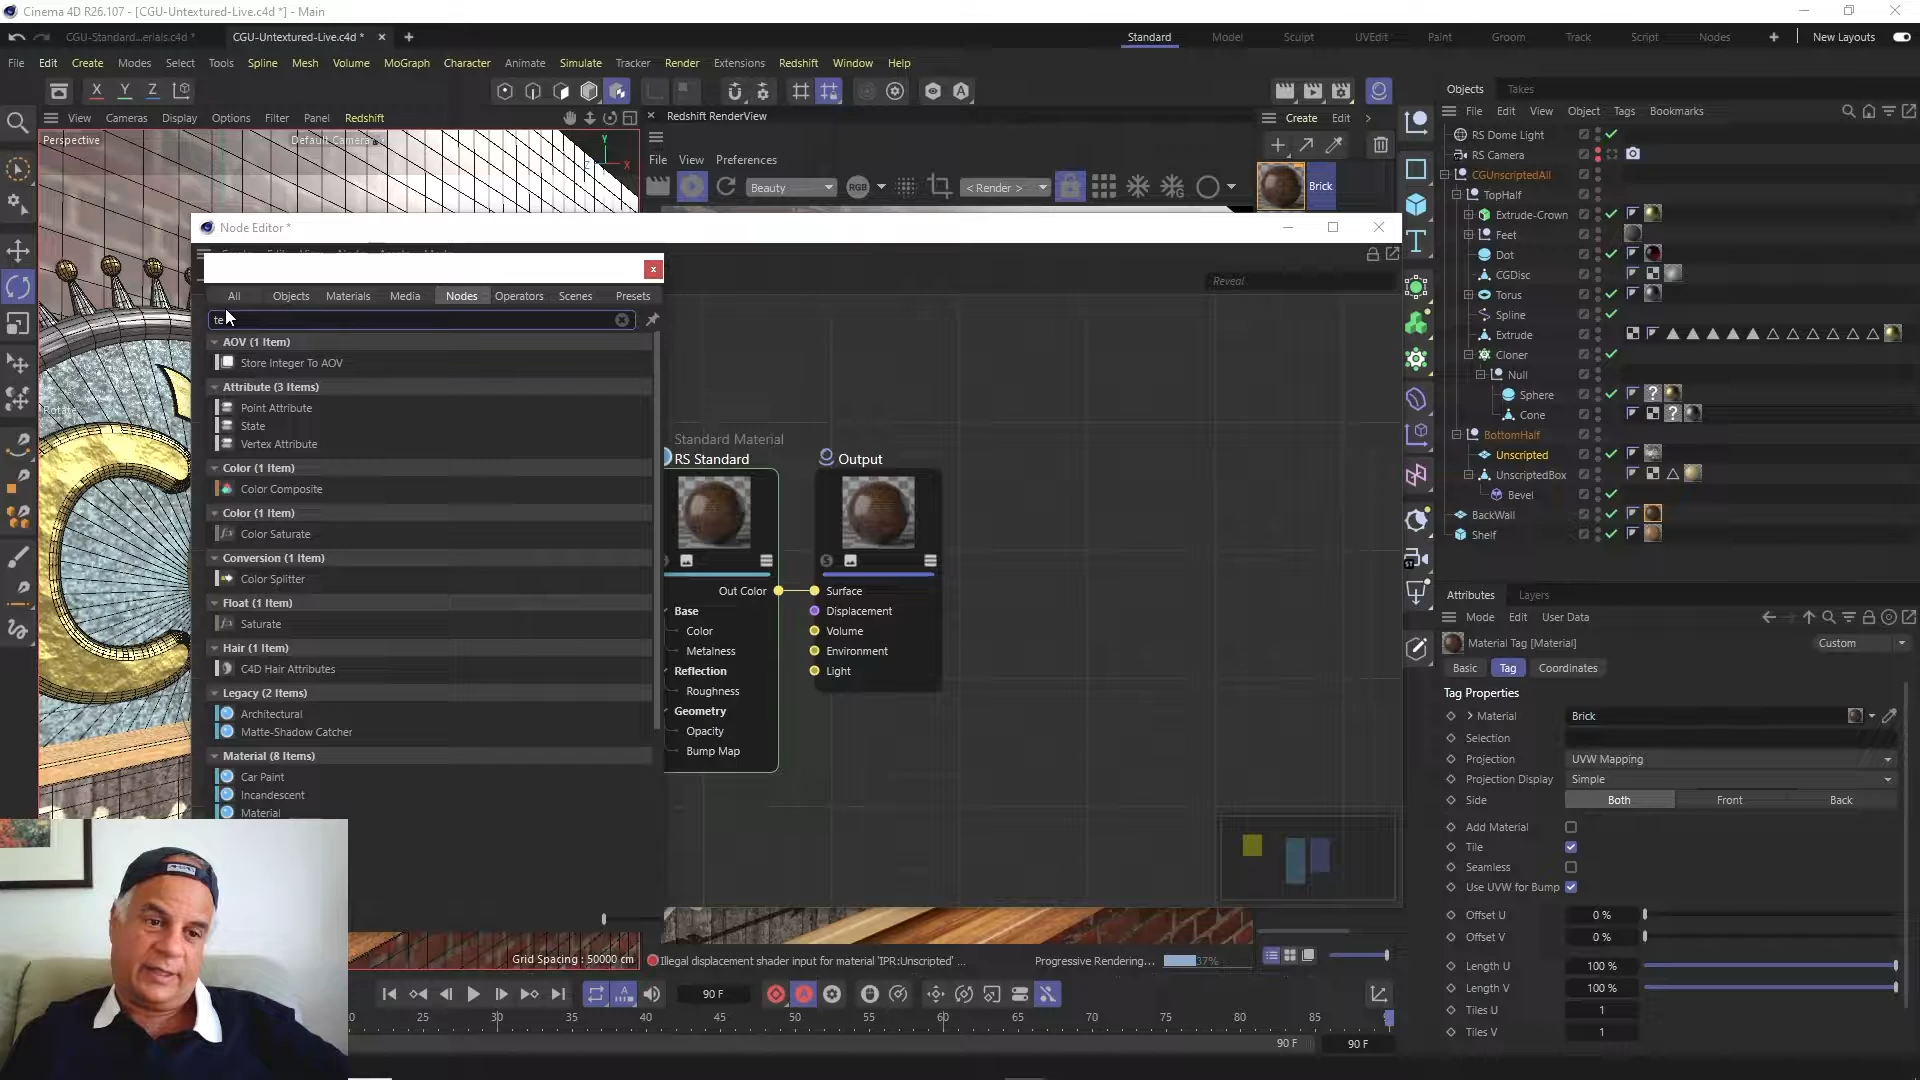 Cinema 4D R26.107 - [CGU-Untextured-Live.c4d *] - Main
CGU-Standard...erials.c4d *
CGU-Untextured-Live.c4d *
Standard
Model
Sculpt
UVEdit
Paint
Groom
Track
Script
Nodes
New Layouts
File Edit Create Modes Select Tools Spline Mesh Volume MoGraph Character Animate Simulate Tracker Render Extensions Redshift Window Help
X Y Z
View Cameras Display Options Filter Panel Redshift
Perspective
Default Camera
Y
X
Rotate
Redshift RenderView
File View Preferences
Beauty
RGB
< Render >
Create Edit
Brick
Node Editor *
All Objects Materials Media Nodes Operators Scenes Presets
te
AOV (1 Item)
Store Integer To AOV
Attribute (3 Items)
Point Attribute
State
Vertex Attribute
Color (1 Item)
Color Composite
Color (1 Item)
Color Saturate
Conversion (1 Item)
Color Splitter
Float (1 Item)
Saturate
Hair (1 Item)
C4D Hair Attributes
Legacy (2 Items)
Architectural
Matte-Shadow Catcher
Material (8 Items)
Car Paint
Incandescent
Material
Reveal
Standard Material
RS Standard
Out Color
Base
Color
Metalness
Reflection
Roughness
Geometry
Opacity
Bump Map
Output
Surface
Displacement
Volume
Environment
Light
Grid Spacing : 50000 cm
Illegal displacement shader input for material 'IPR:Unscripted' ...
Progressive Rendering...
37%
90 F
25 30 35 40 45 50 55 60 65 70 75 80 85
90 F
90 F
Objects Takes
File Edit View Object Tags Bookmarks
RS Dome Light
RS Camera
CGUnscriptedAll
TopHalf
Extrude-Crown
Feet
Dot
CGDisc
Torus
Spline
Extrude
Cloner
Null
Sphere
Cone
BottomHalf
Unscripted
UnscriptedBox
Bevel
BackWall
Shelf
Attributes Layers
Mode Edit User Data
Material Tag [Material]
Custom
Basic Tag Coordinates
Tag Properties
Material Brick
Selection
Projection UVW Mapping
Projection Display Simple
Side Both Front Back
Add Material
Tile
Seamless
Use UVW for Bump
Offset U 0 %
Offset V 0 %
Length U 100 %
Length V 100 %
Tiles U 1
Tiles V 1